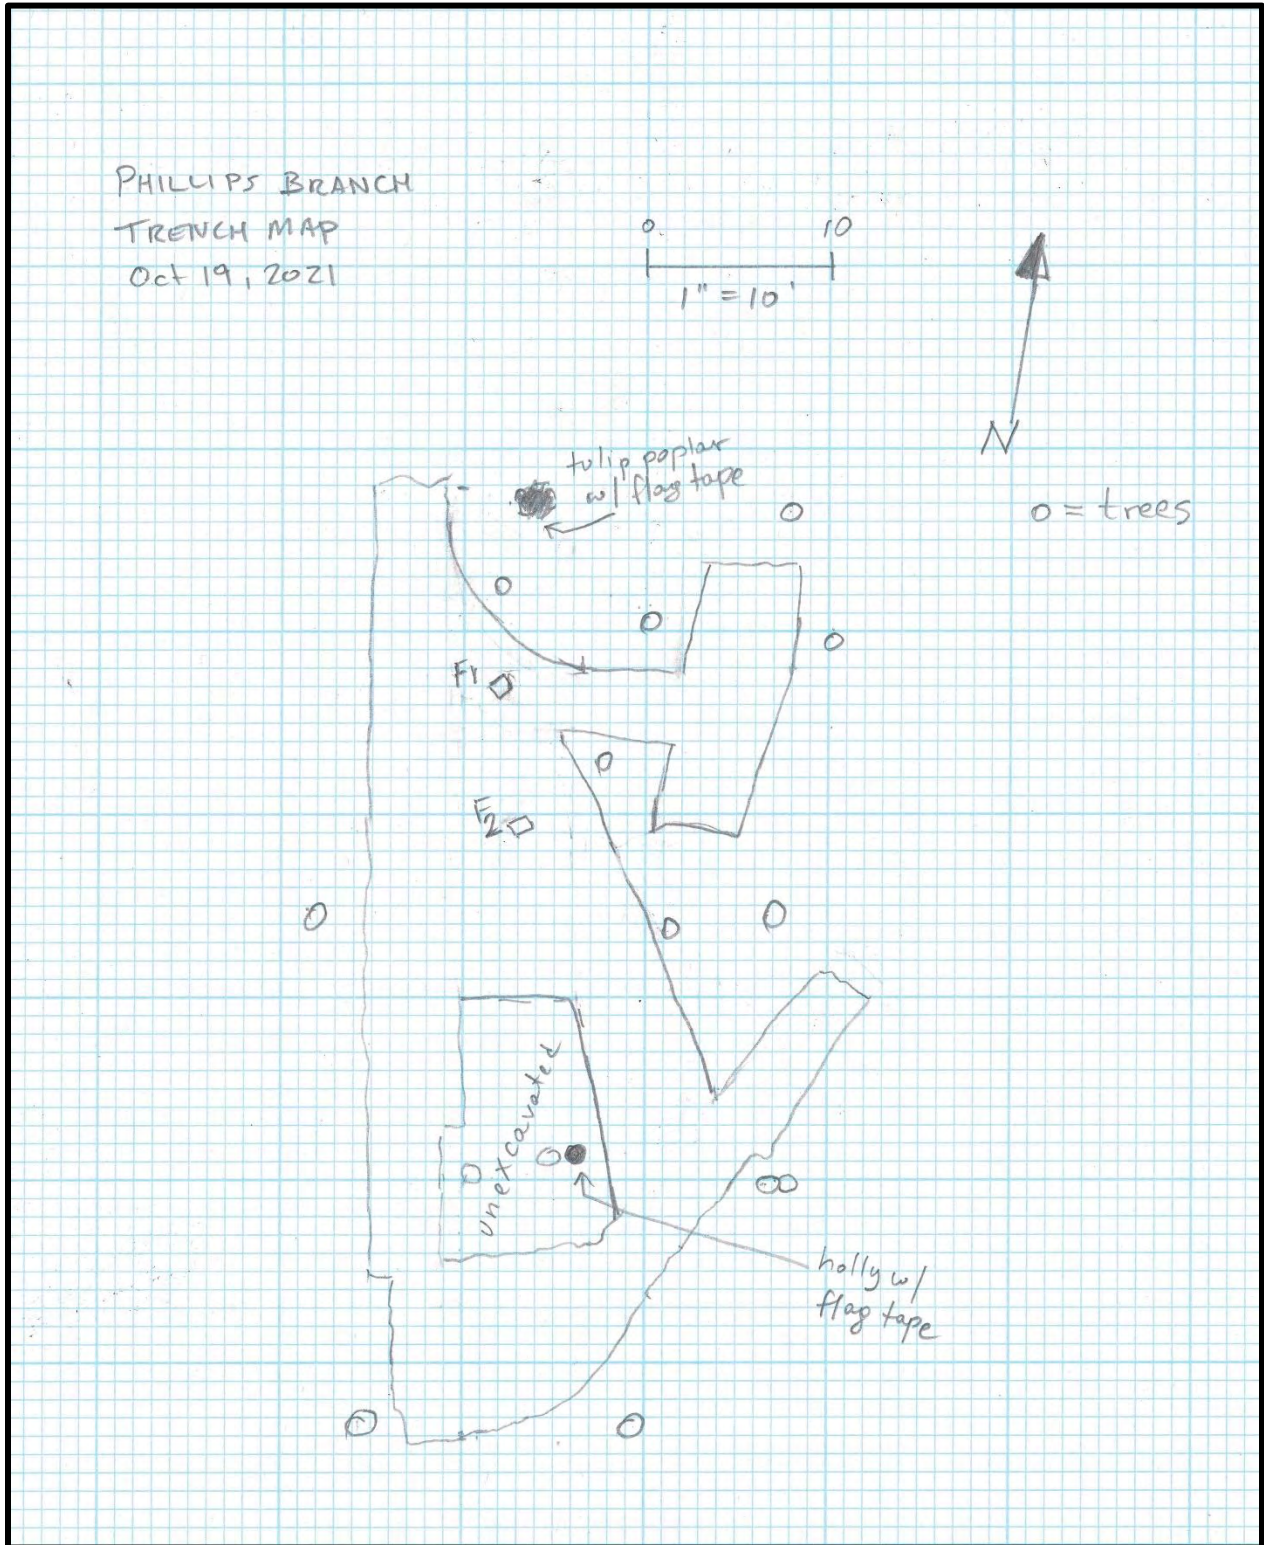 PHILLIPS BRANCH
TRENCH MAP
Oct 19, 2021
0 10
1" = 10'
N
tulip poplar
w/ flag tape
o = trees
F1
F2
unexcavated
holly w/
flag tape